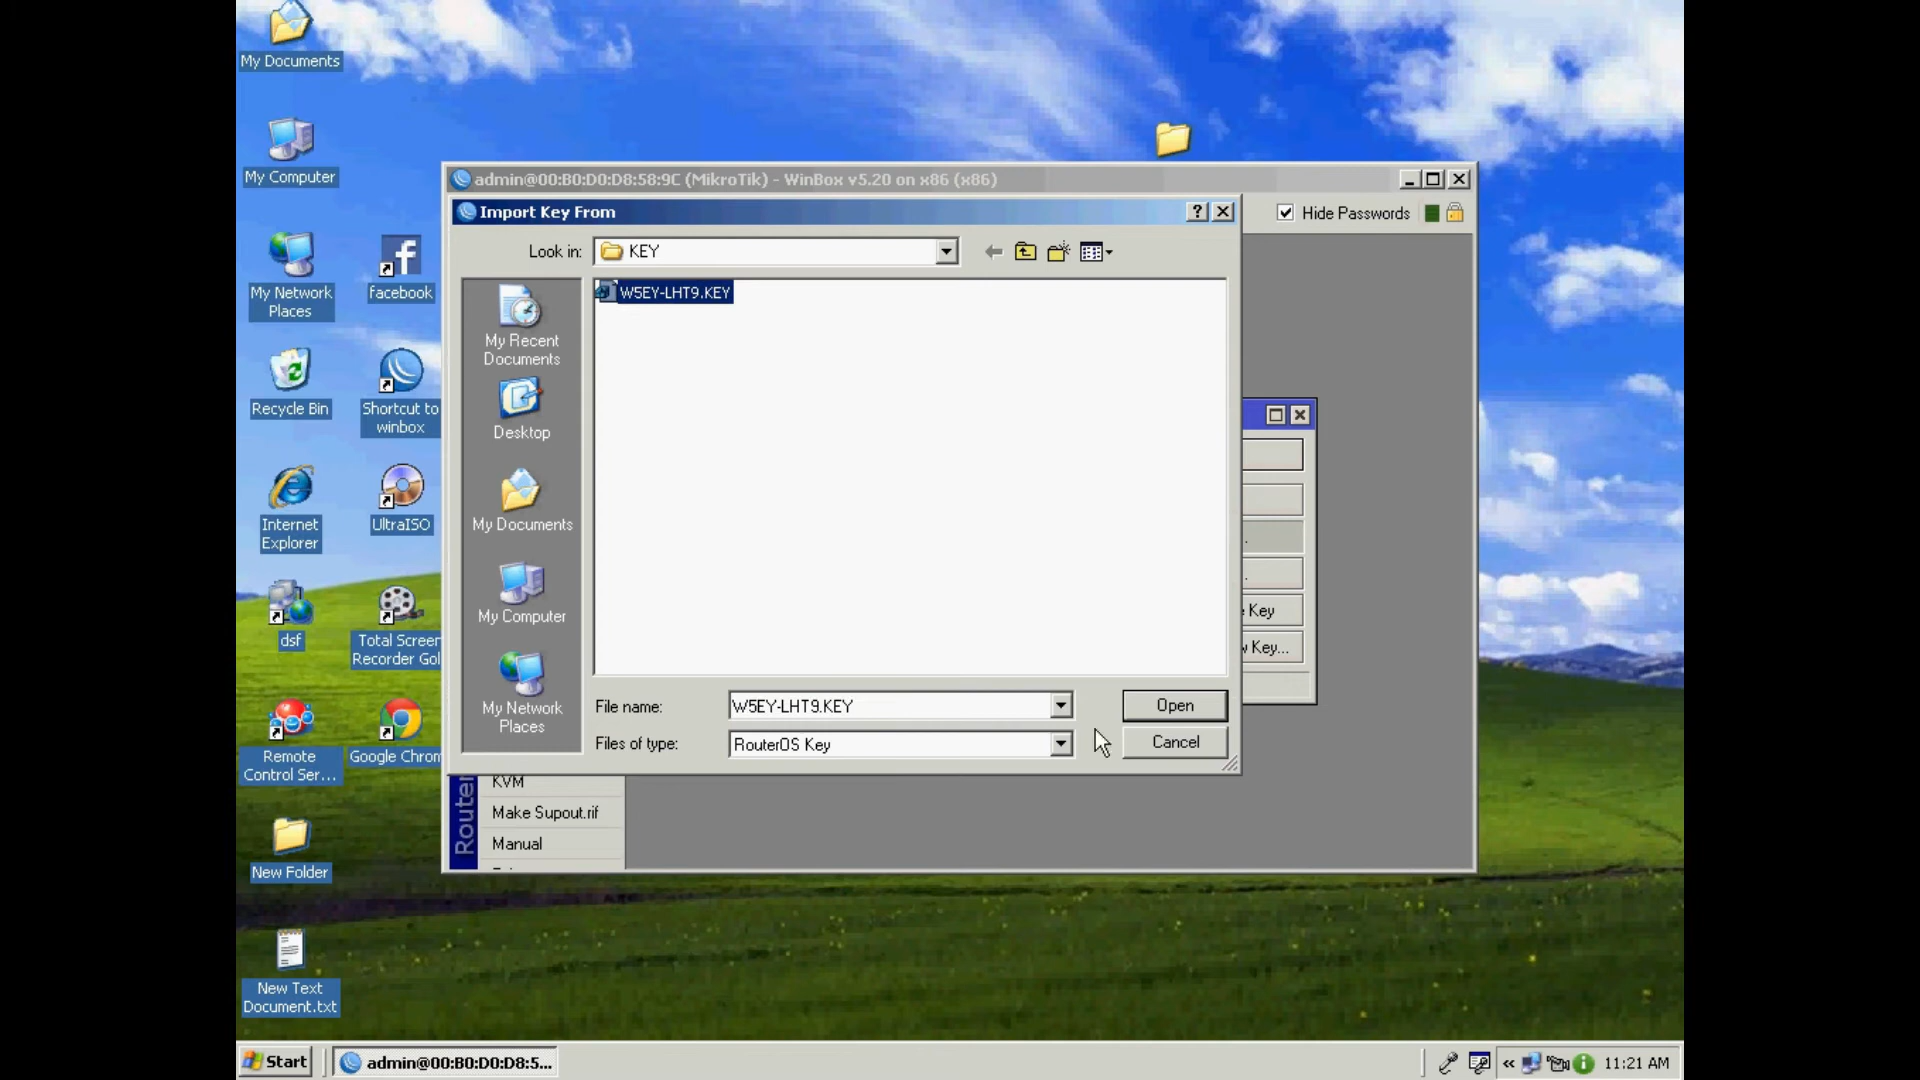 My Documents
My Computer
My Network
Places
facebook
Recycle Bin
Shortcut to
winbox
Internet
Explorer
UltraISO
dsf
Total Screen
Recorder Gol
Remote
Control Ser...
Google Chrom
New Folder
New Text
Document.txt
admin@00:B0:D0:D8:58:9C (MikroTik) - WinBox v5.20 on x86 (x86)
Hide Passwords
Import Key From
Look in:
KEY
W5EY-LHT9.KEY
My Recent
Documents
Desktop
My Documents
My Computer
My Network
Places
File name:
W5EY-LHT9.KEY
Open
Files of type:
RouterOS Key
Cancel
Key
Key...
Router
KVM
Make Supout.rif
Manual
Start
admin@00:B0:D0:D8:5...
«
11:21 AM